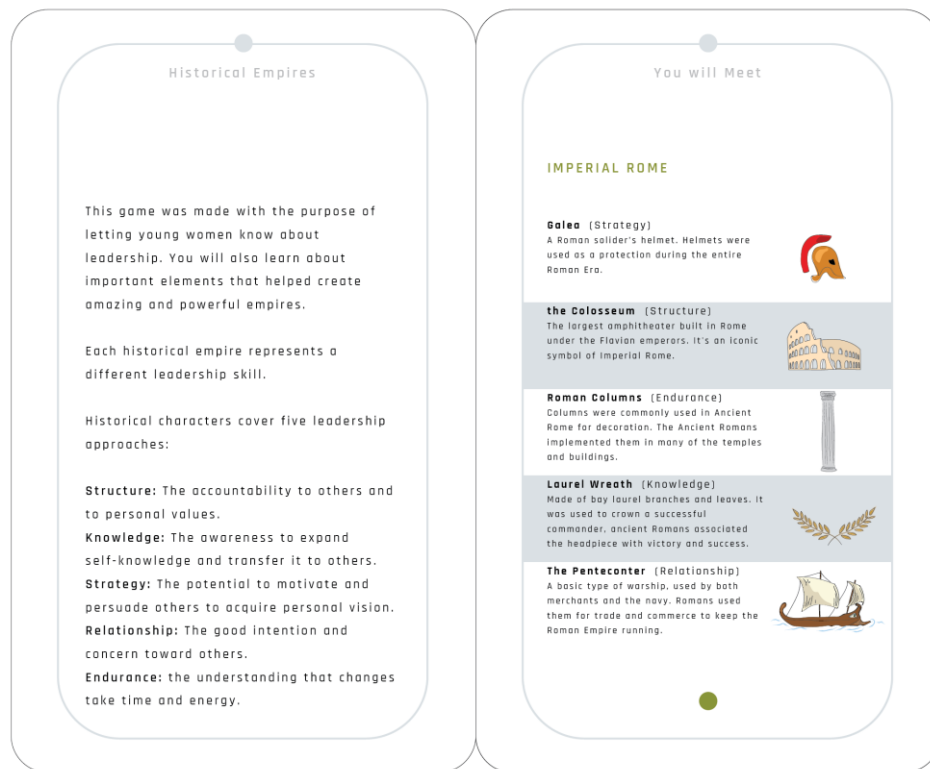 Historical Empires
This game was made with the purpose of
letting young women know about
leadership. You will also learn about
important elements that helped create
amazing and powerful empires.
Each historical empire represents a
different leadership skill.
Historical characters cover five leadership
approaches:
Structure: The accountability to others and
to personal values.
Knowledge: The awareness to expand
self-knowledge and transfer it to others.
Strategy: The potential to motivate and
persuade others to acquire personal vision.
Relationship: The good intention and
concern toward others.
Endurance: the understanding that changes
take time and energy.
You will Meet
IMPERIAL ROME
Galea (Strategy)
A Roman solider's helmet. Helmets were
used as a protection during the entire
Roman Era.
the Colosseum (Structure)
The largest amphitheater built in Rome
under the Flavian emperors. It's an iconic
symbol of Imperial Rome.
Roman Columns (Endurance)
Columns were commonly used in Ancient
Rome for decoration. The Ancient Romans
implemented them in many of the temples
and buildings.
Laurel Wreath (Knowledge)
Made of bay laurel branches and leaves. It
was used to crown a successful
commander, ancient Romans associated
the headpiece with victory and success.
The Penteconter (Relationship)
A basic type of warship, used by both
merchants and the navy. Romans used
them for trade and commerce to keep the
Roman Empire running.